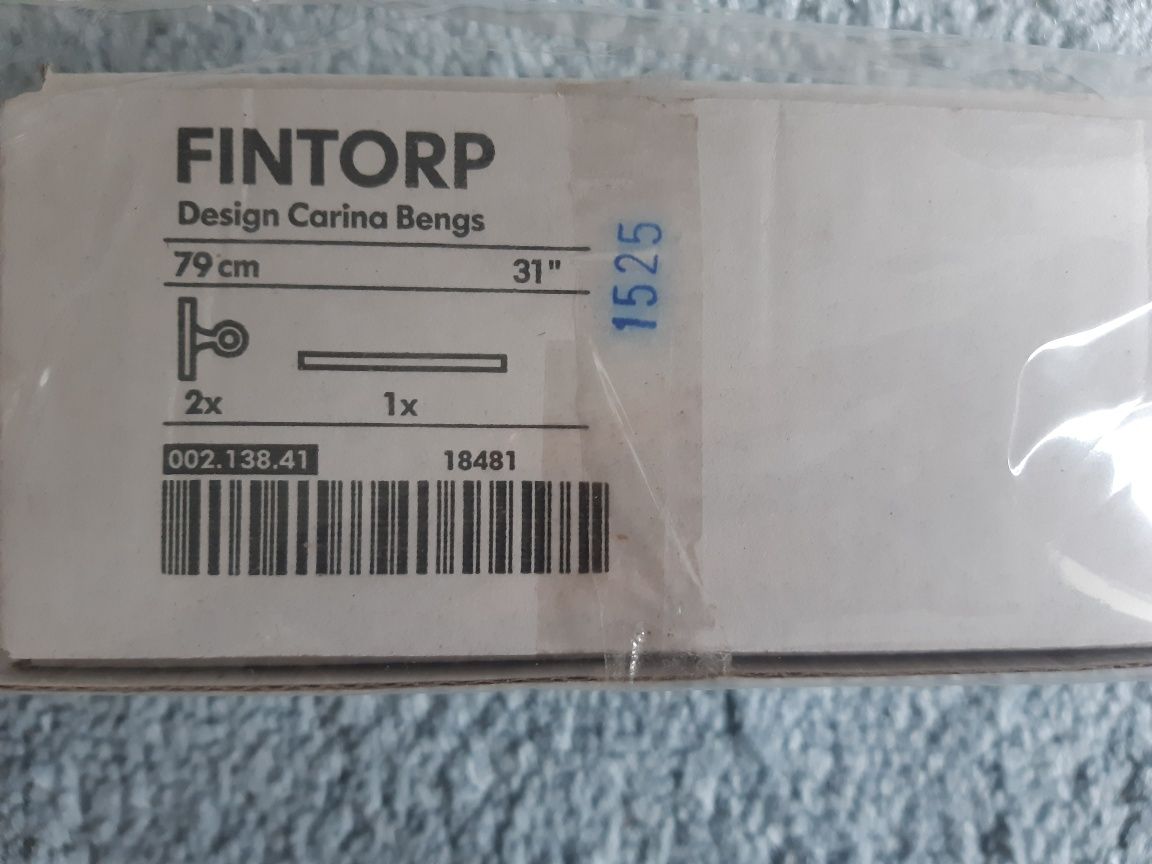 FINTORP
Design Carina Bengs
79 cm 31"
2x 1x
002.138.41 18481
1525